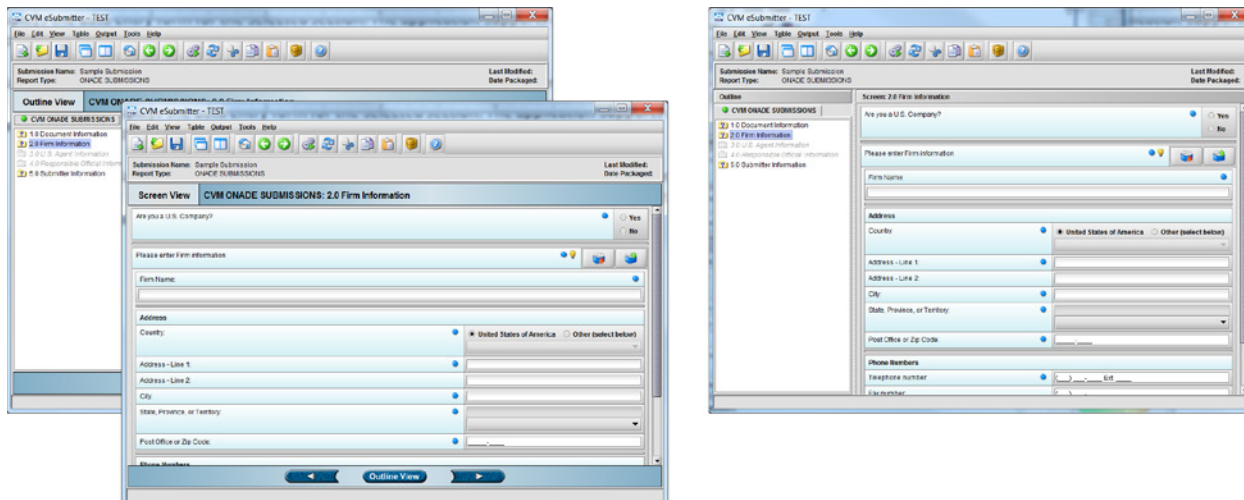 CVM eSubmitter - TEST
File Edit View Table Output Tools Help
Submission Name: Sample Submission
Report Type: ONADE SUBMISSIONS
Last Modified:
Date Packaged:
Outline View
CVM ONADE SUBMISSIONS
1.0 Document Information
2.0 Firm Information
3.0 U.S. Agent Information
4.0 Responsible Official
5.0 Submitter Information
CVM eSubmitter - TEST
File Edit View Table Output Tools Help
Submission Name: Sample Submission
Report Type: ONADE SUBMISSIONS
Last Modified:
Date Packaged:
Screen View CVM ONADE SUBMISSIONS: 2.0 Firm Information
Are you a U.S. Company?
Yes
No
Please enter Firm information
Firm Name:
Address
Country:
United States of America Other (select below)
Address - Line 1:
Address - Line 2:
City:
State, Province, or Territory:
Post Office or Zip Code:
Phone Numbers
Outline View
CVM eSubmitter - TEST
File Edit View Table Output Tools Help
Submission Name: Sample Submission
Report Type: ONADE SUBMISSIONS
Last Modified:
Date Packaged:
Outline
CVM ONADE SUBMISSIONS
1.0 Document Information
2.0 Firm Information
3.0 U.S. Agent Information
4.0 Responsible Official Information
5.0 Submitter Information
Screen: 2.0 Firm Information
Are you a U.S. Company?
Yes
No
Please enter Firm information
Firm Name:
Address
Country:
United States of America Other (select below)
Address - Line 1:
Address - Line 2:
City:
State, Province, or Territory:
Post Office or Zip Code:
Phone Numbers
Telephone number
(___) ___-____ Ext ____
Fax number